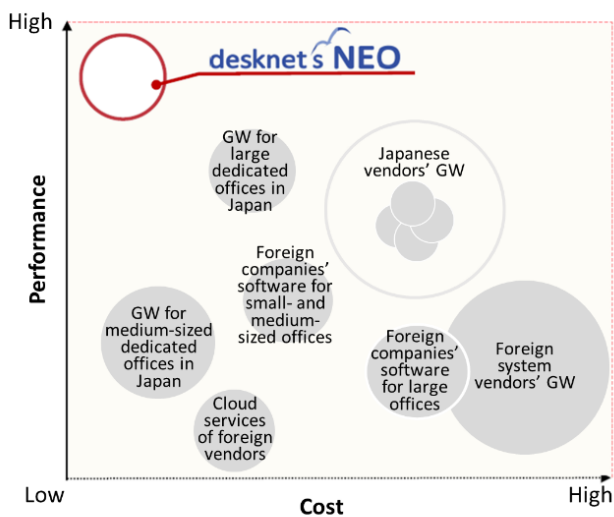 High
desknet's NEO
GW for
large
dedicated
offices in
Japan
Japanese
vendors' GW
Performance
Foreign
companies'
software for
small- and
medium-
sized offices
GW for
medium-sized
dedicated
offices in
Japan
Foreign
companies'
software
for large
offices
Foreign
system
vendors' GW
Cloud
services
of foreign
vendors
Low
Cost
High